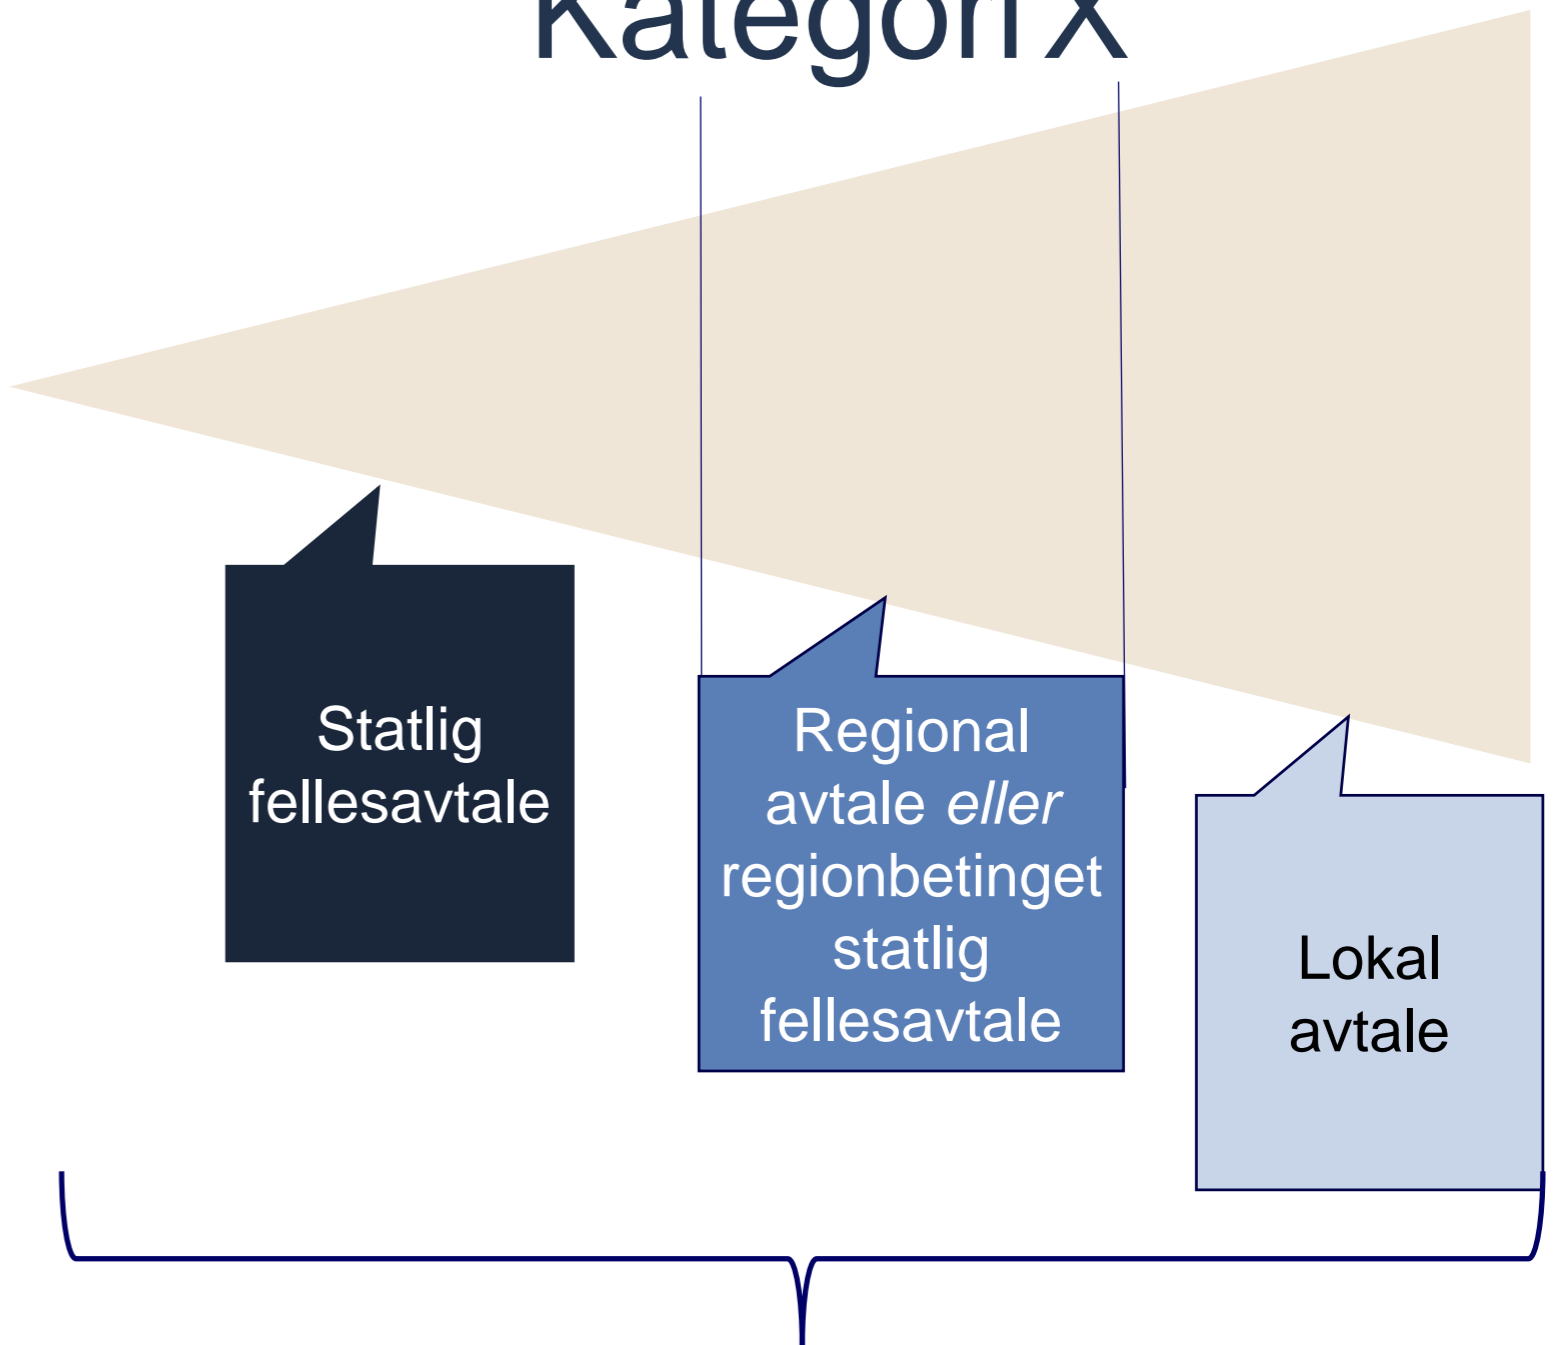 Kategori X
Statlig
fellesavtale
Regional
avtale eller
regionbetinget
statlig
fellesavtale
Lokal
avtale